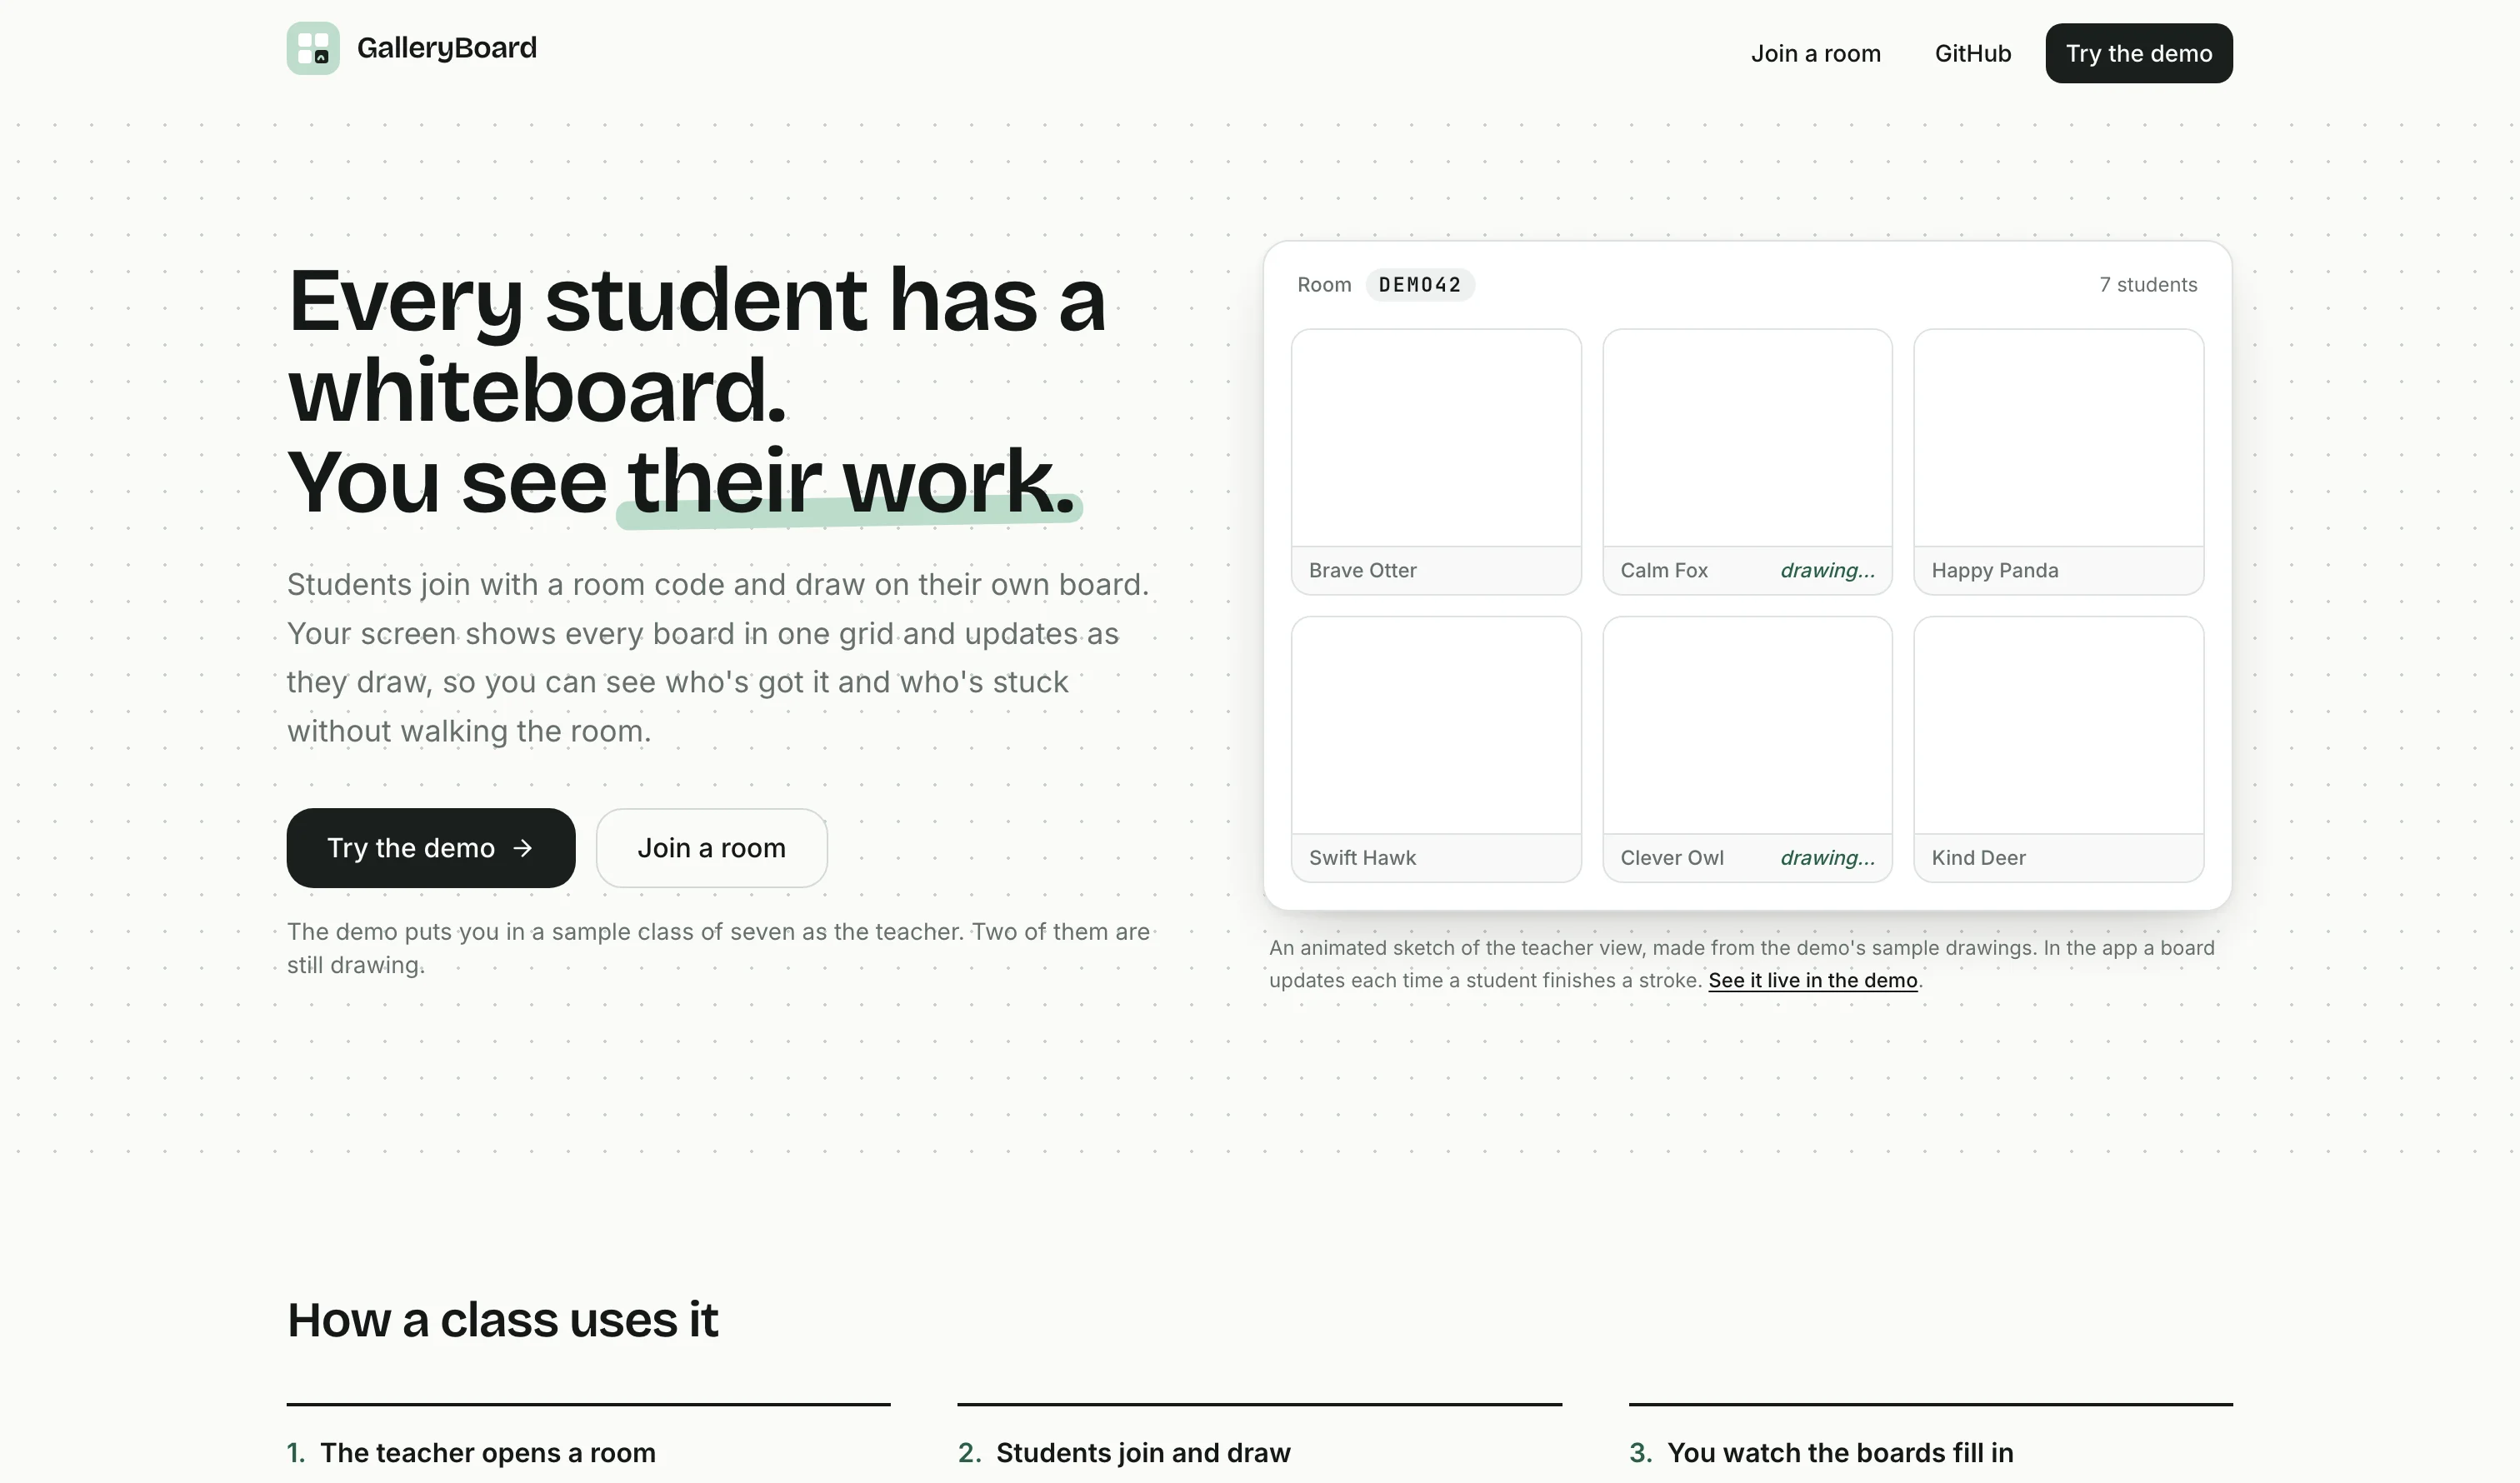 GalleryBoard
Join a room
GitHub
Try the demo
Every student has a
whiteboard.
You see their work.
Students join with a room code and draw on their own board.
Your screen shows every board in one grid and updates as
they draw, so you can see who's got it and who's stuck
without walking the room.
Try the demo →
Join a room
The demo puts you in a sample class of seven as the teacher. Two of them are
still drawing.
Room DEMO42
7 students
Brave Otter
Calm Fox drawing...
Happy Panda
Swift Hawk
Clever Owl drawing...
Kind Deer
An animated sketch of the teacher view, made from the demo's sample drawings. In the app a board
updates each time a student finishes a stroke. See it live in the demo.
How a class uses it
1. The teacher opens a room
2. Students join and draw
3. You watch the boards fill in